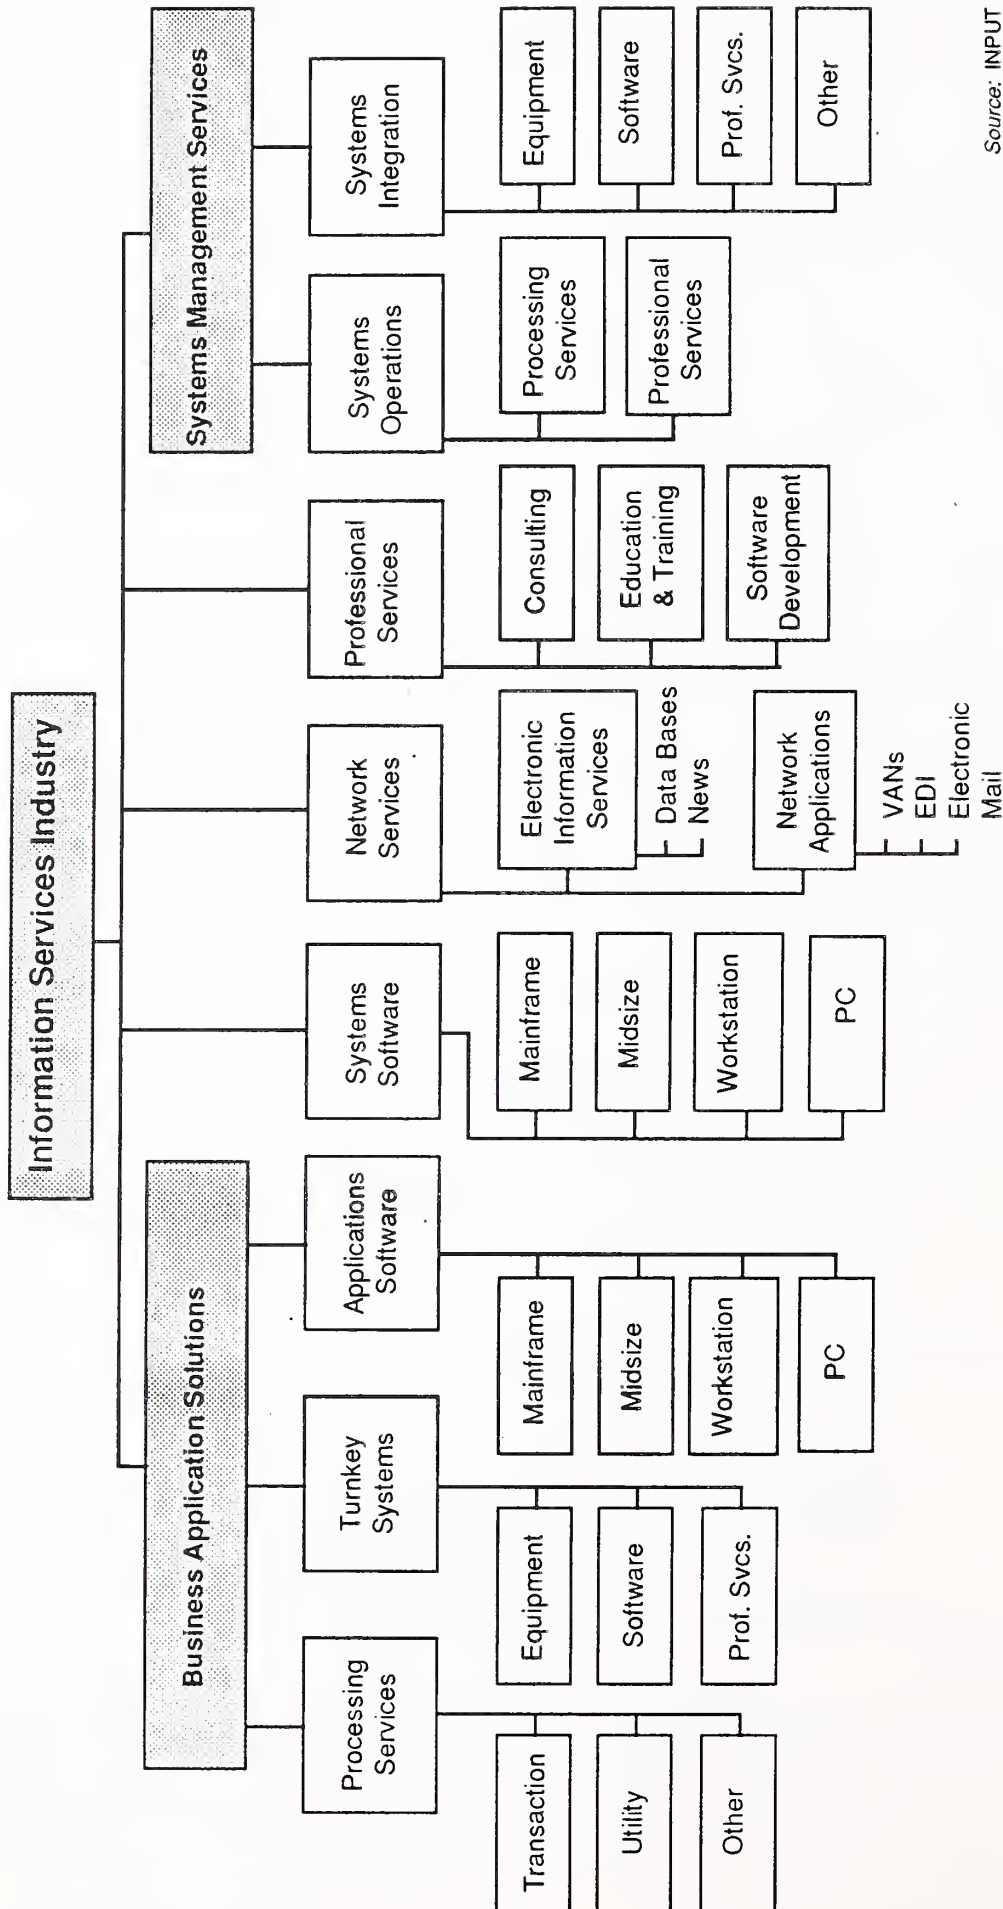 Information Services Industry
Business Application Solutions
Systems Management Services
Processing
Services
Turnkey
Systems
Applications
Software
Systems
Software
Network
Services
Professional
Services
Systems
Operations
Systems
Integration
Transaction
Utility
Other
Equipment
Software
Prof. Svcs.
Mainframe
Midsize
Workstation
PC
Mainframe
Midsize
Workstation
PC
Electronic
Information
Services
Data Bases
News
Network
Applications
VANs
EDI
Electronic
Mail
Consulting
Education
& Training
Software
Development
Processing
Services
Professional
Services
Equipment
Software
Prof. Svcs.
Other
Source: INPUT